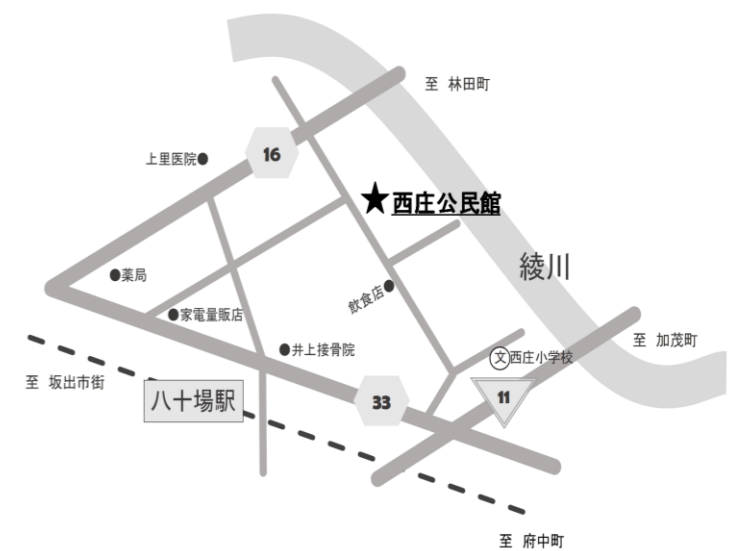 至 林田町
上里医院
16
西庄公民館
綾川
薬局
飲食店
家電量販店
至 加茂町
井上接骨院
文西庄小学校
至 坂出市街
八十場駅
33
11
至 府中町